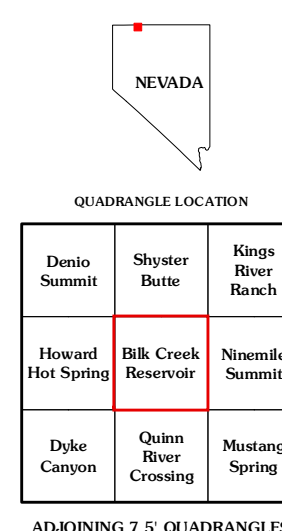 NEVADA
QUADRANGLE LOCATION
Denio
Summit
Shyster
Butte
Kings
River
Ranch
Howard
Hot Spring
Bilk Creek
Reservoir
Ninemile
Summit
Dyke
Canyon
Quinn
River
Crossing
Mustang
Spring
ADJOINING 7.5' QUADRANGLES